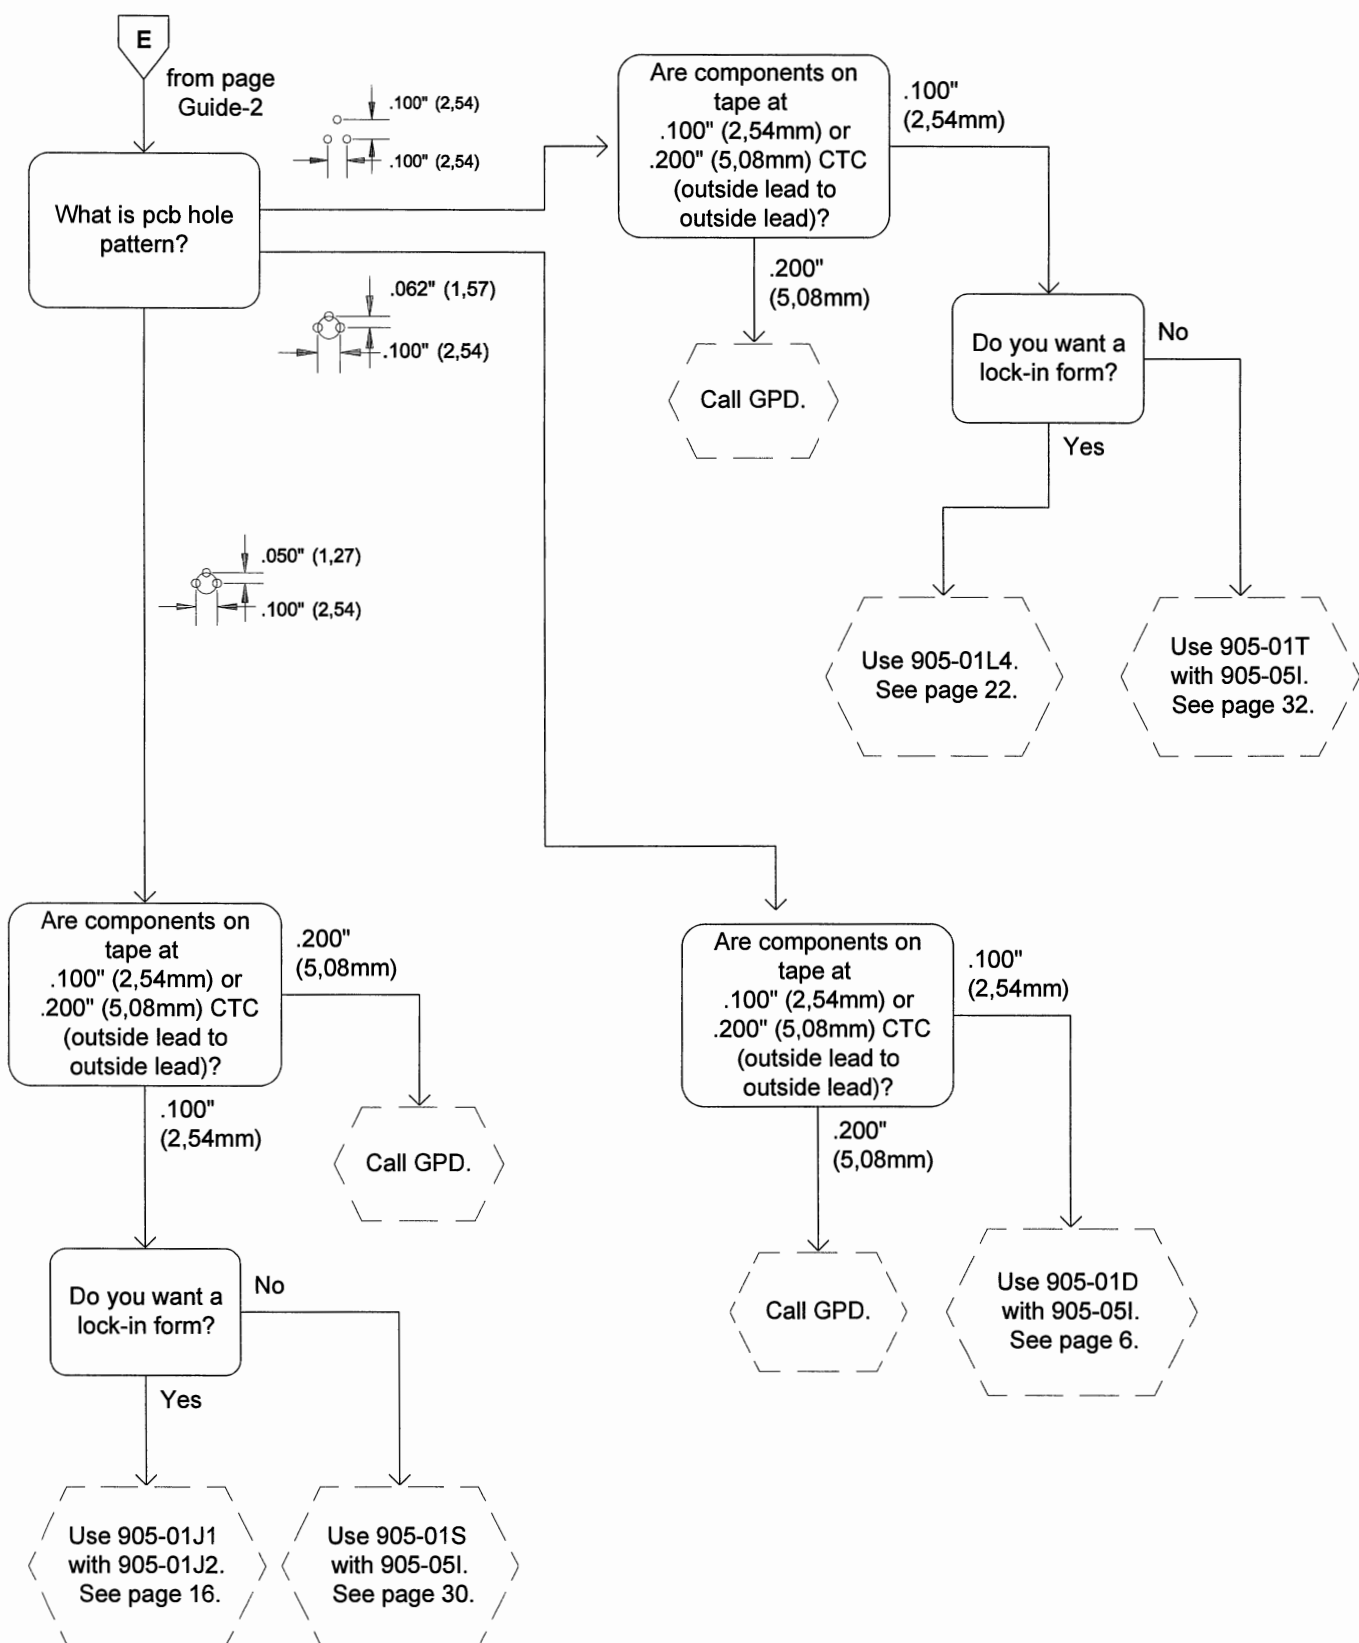 E
from page
Guide-2
What is pcb hole
pattern?
.100" (2,54)
.100" (2,54)
Are components on
tape at
.100" (2,54mm) or
.200" (5,08mm) CTC
(outside lead to
outside lead)?
.100"
(2,54mm)
.200"
(5,08mm)
Call GPD.
Do you want a
lock-in form?
No
Yes
Use 905-01L4.
See page 22.
Use 905-01T
with 905-05I.
See page 32.
.062" (1,57)
.100" (2,54)
.050" (1,27)
.100" (2,54)
Are components on
tape at
.100" (2,54mm) or
.200" (5,08mm) CTC
(outside lead to
outside lead)?
.200"
(5,08mm)
.100"
(2,54mm)
Call GPD.
Do you want a
lock-in form?
No
Yes
Use 905-01J1
with 905-01J2.
See page 16.
Use 905-01S
with 905-05I.
See page 30.
Are components on
tape at
.100" (2,54mm) or
.200" (5,08mm) CTC
(outside lead to
outside lead)?
.100"
(2,54mm)
.200"
(5,08mm)
Call GPD.
Use 905-01D
with 905-05I.
See page 6.